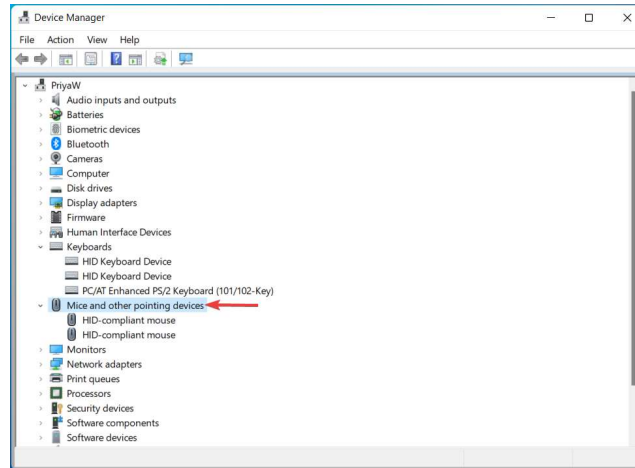 Device Manager
File Action View Help
PriyaW
Audio inputs and outputs
Batteries
Biometric devices
Bluetooth
Cameras
Computer
Disk drives
Display adapters
Firmware
Human Interface Devices
Keyboards
HID Keyboard Device
HID Keyboard Device
PC/AT Enhanced PS/2 Keyboard (101/102-Key)
Mice and other pointing devices
HID-compliant mouse
HID-compliant mouse
Monitors
Network adapters
Print queues
Processors
Security devices
Software components
Software devices